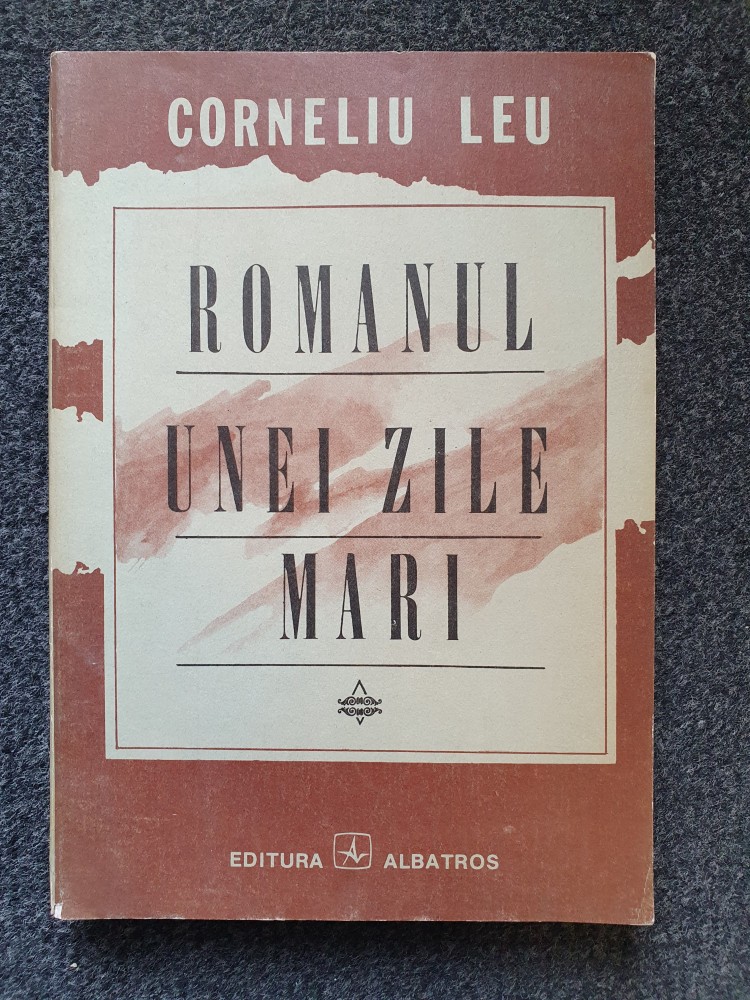 CORNELIU LEU
ROMANUL
UNEI ZILE
MARI
EDITURA ALBATROS